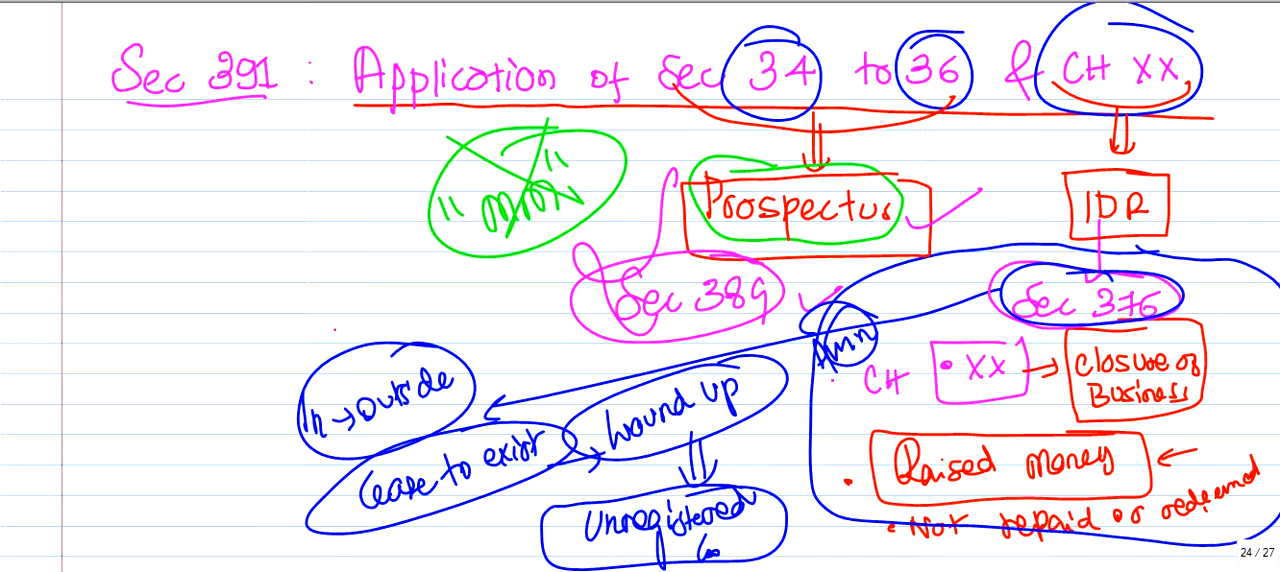 Sec 391 : Application of Sec 34 to 36 & CH XX
Prospectus
IDR
Sec 389
Sec 376
CH • XX → Closure of
Business
In → Outside
Cease to exist → Wound up
• Raised Money ←
Unregistered
Co
• Not repaid or redeemed
24 / 27